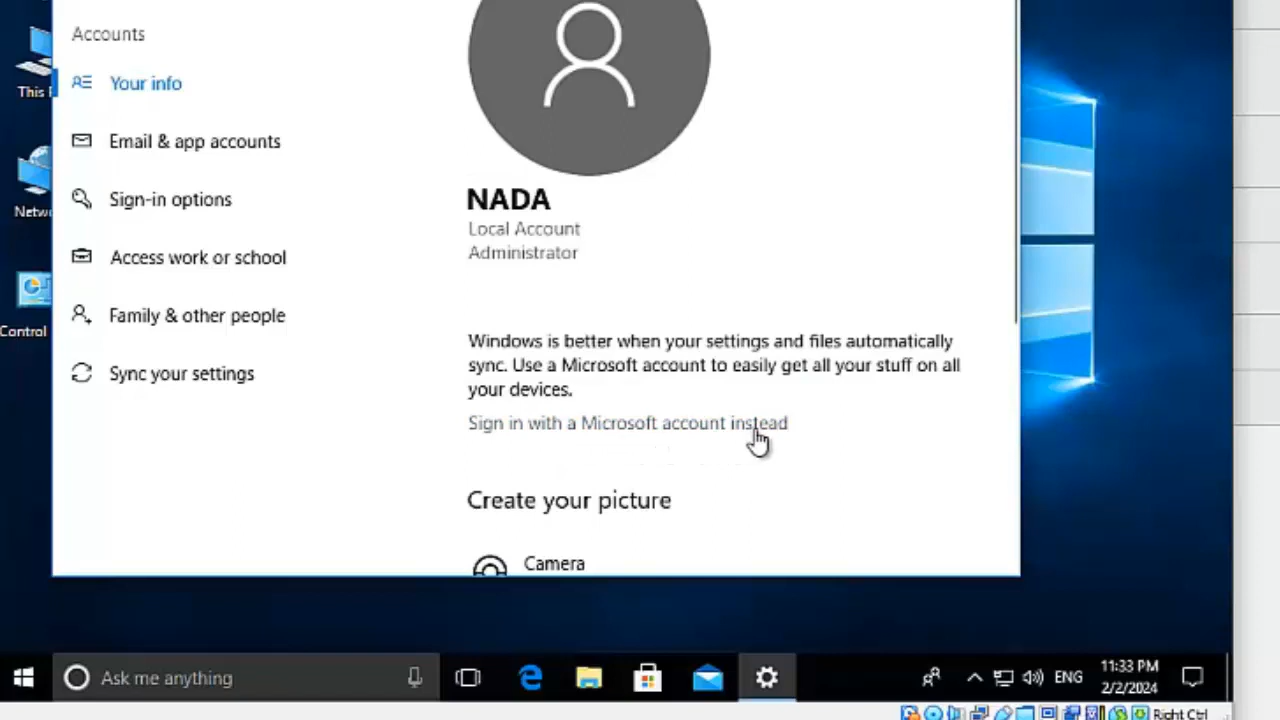 This
Network
Control
Accounts
Your info
Email & app accounts
Sign-in options
Access work or school
Family & other people
Sync your settings
NADA
Local Account
Administrator
Windows is better when your settings and files automatically
sync. Use a Microsoft account to easily get all your stuff on all
your devices.
Sign in with a Microsoft account instead
Create your picture
Camera
Ask me anything
ENG
11:33 PM
2/2/2024
Right Ctrl